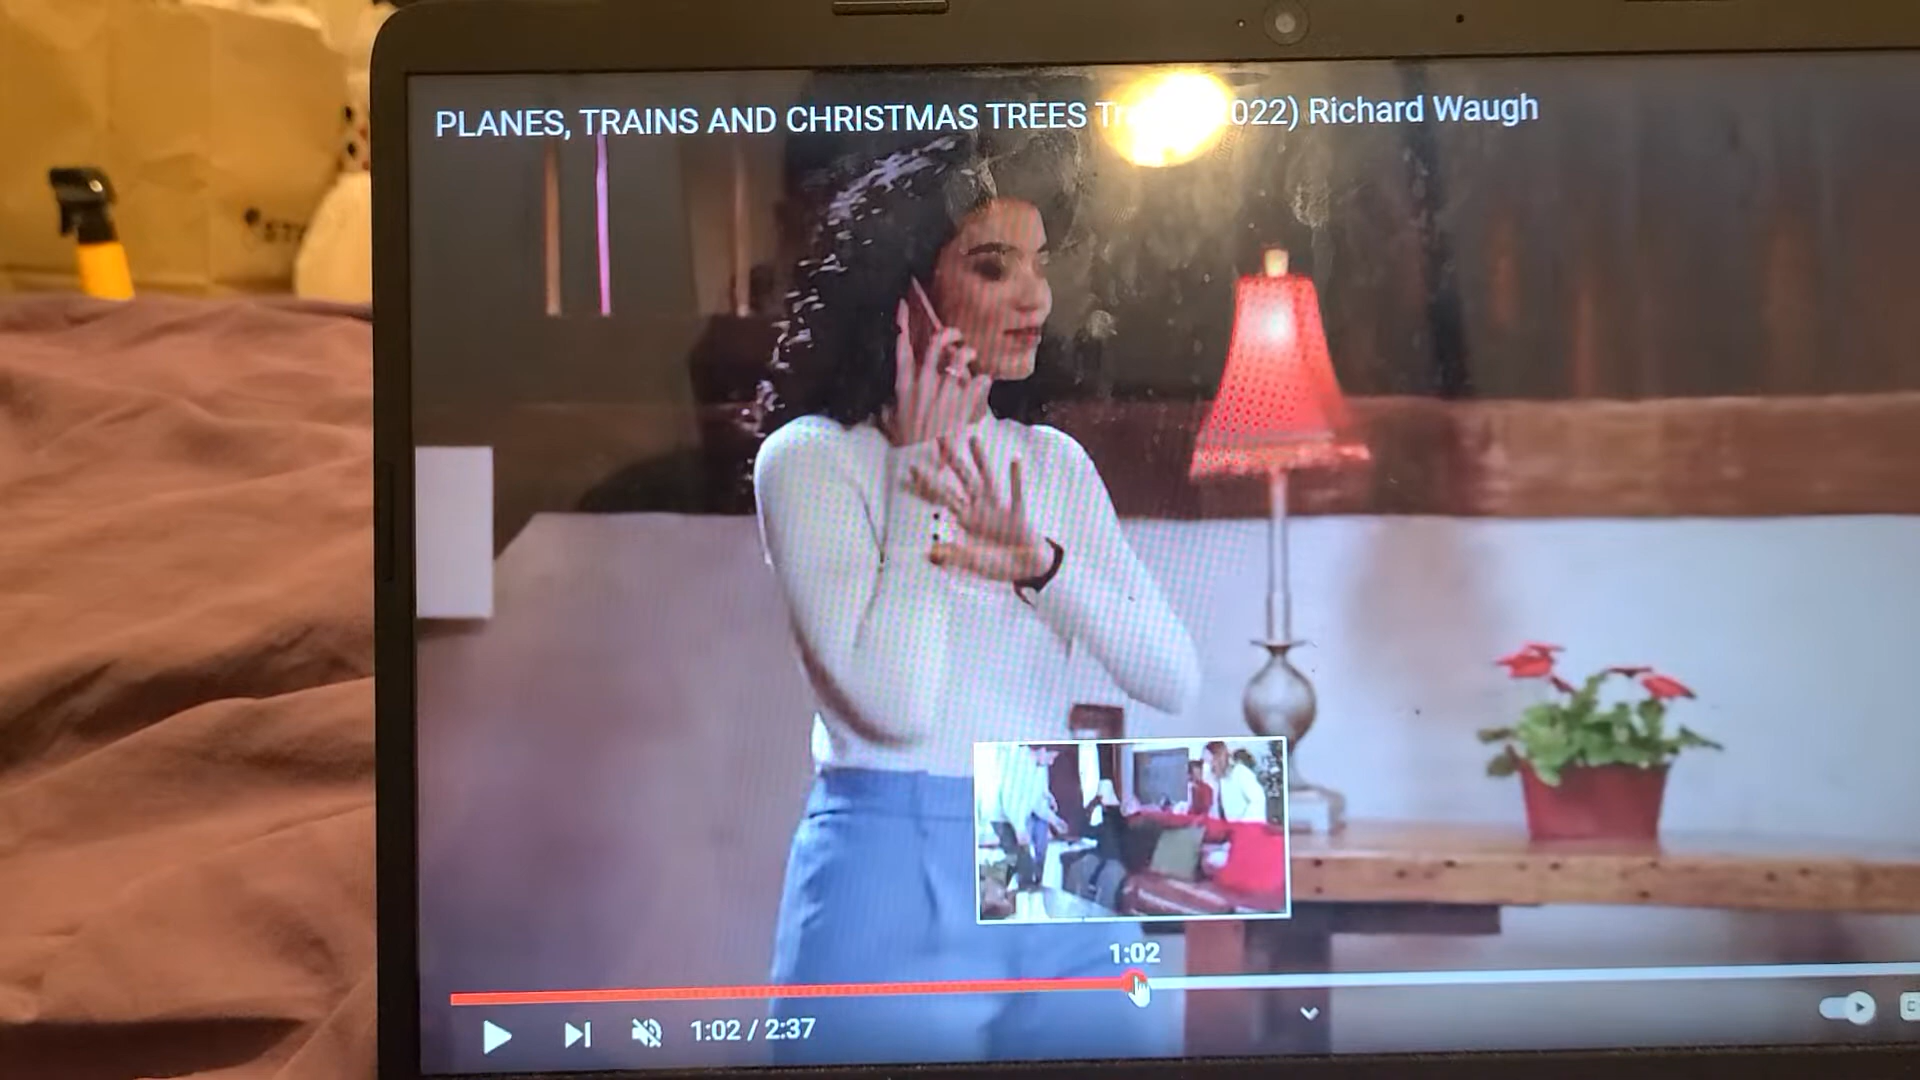 PLANES, TRAINS AND CHRISTMAS TREES 022) Richard Waugh
1:02
1:02 / 2:37